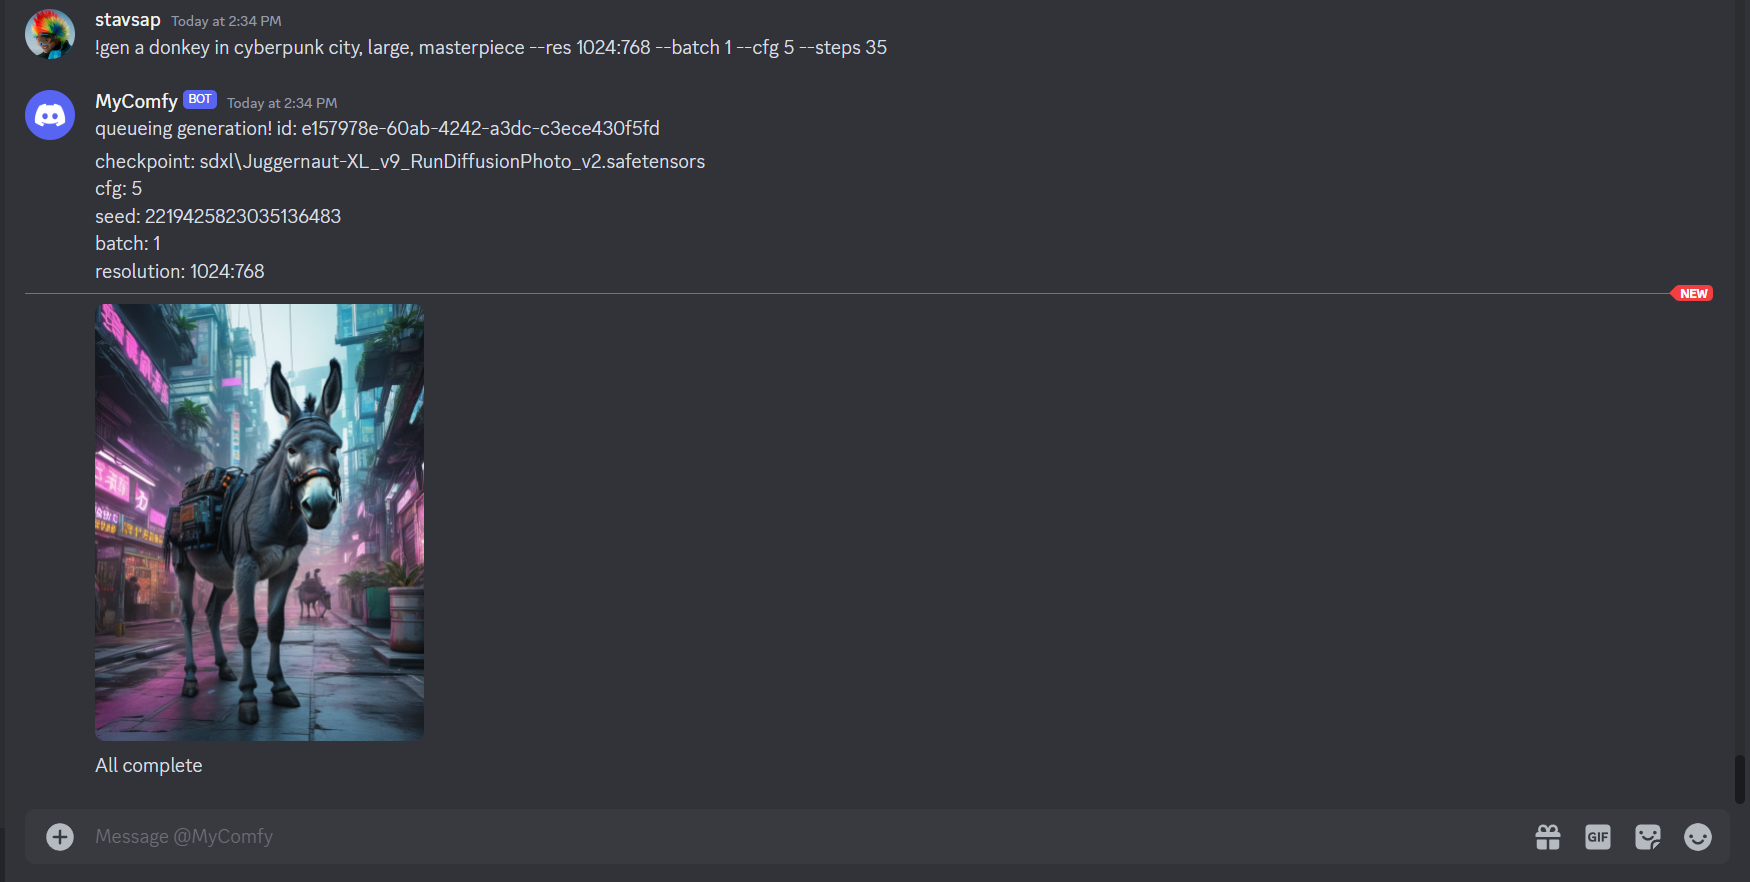 stavsap Today at 2:34 PM
!gen a donkey in cyberpunk city, large, masterpiece --res 1024:768 --batch 1 --cfg 5 --steps 35
MyComfy BOT Today at 2:34 PM
queueing generation! id: e157978e-60ab-4242-a3dc-c3ece430f5fd
checkpoint: sdxl\Juggernaut-XL_v9_RunDiffusionPhoto_v2.safetensors
cfg: 5
seed: 2219425823035136483
batch: 1
resolution: 1024:768
NEW
All complete
Message @MyComfy
GIF